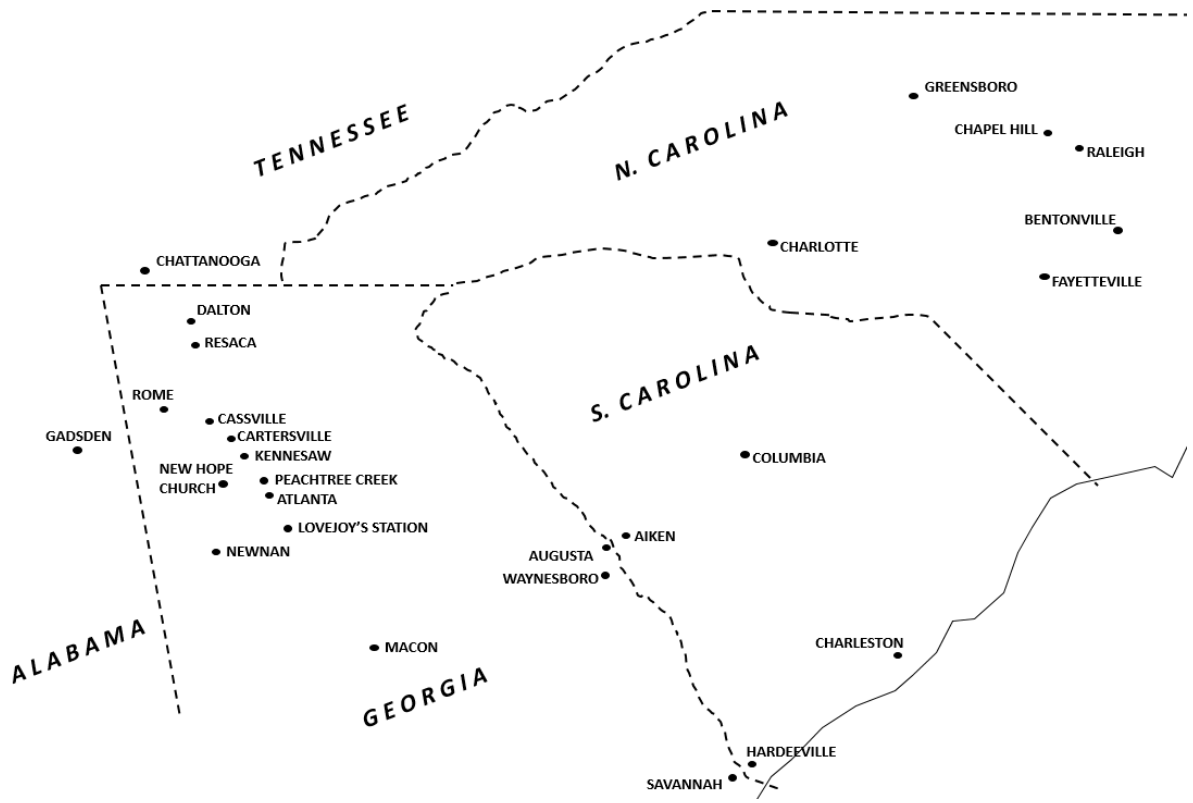 GREENSBORO
TENNESSEE
N. CAROLINA
CHAPEL HILL
RALEIGH
BENTONVILLE
CHARLOTTE
CHATTANOOGA
FAYETTEVILLE
DALTON
RESACA
S. CAROLINA
ROME
CASSVILLE
GADSDEN
CARTERSVILLE
KENNESAW
COLUMBIA
NEW HOPE
CHURCH
PEACHTREE CREEK
ATLANTA
LOVEJOY'S STATION
AIKEN
NEWNAN
AUGUSTA
WAYNESBORO
ALABAMA
MACON
CHARLESTON
GEORGIA
HARDEEVILLE
SAVANNAH